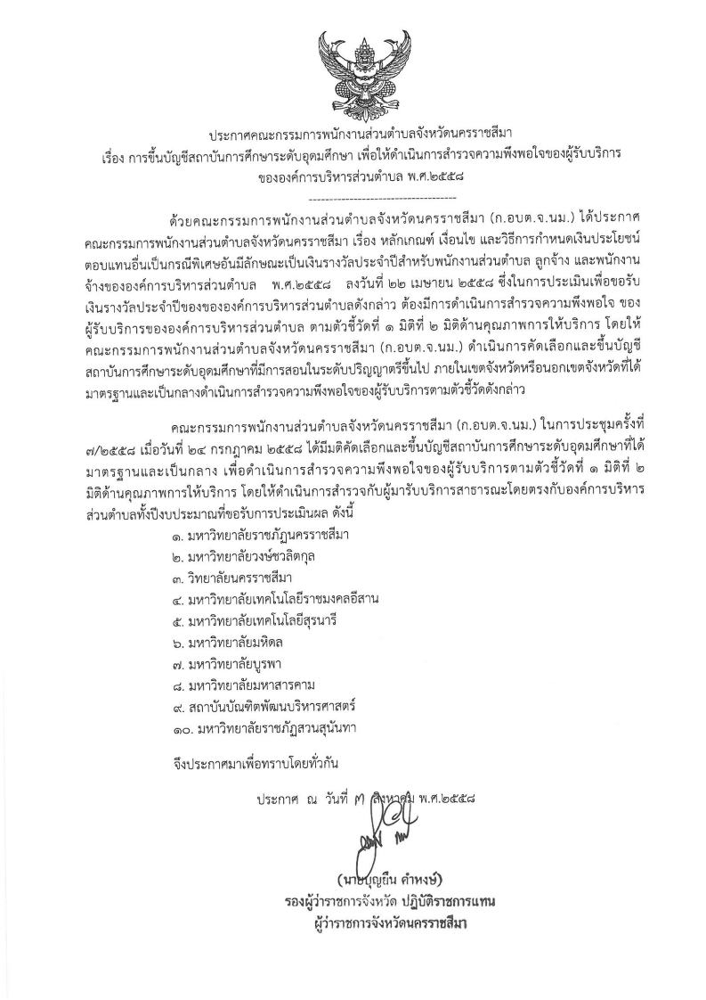 ประกาศคณะกรรมการพนักงานส่วนตำบลจังหวัดนครราชสีมา
เรื่อง การขึ้นบัญชีสถาบันการศึกษาระดับอุดมศึกษา เพื่อให้ดำเนินการสำรวจความพึงพอใจของผู้รับบริการ
ขององค์การบริหารส่วนตำบล พ.ศ.๒๕๕๘
------------------------------------
ด้วยคณะกรรมการพนักงานส่วนตำบลจังหวัดนครราชสีมา (ก.อบต.จ.นม.) ได้ประกาศ
คณะกรรมการพนักงานส่วนตำบลจังหวัดนครราชสีมา เรื่อง หลักเกณฑ์ เงื่อนไข และวิธีการกำหนดเงินประโยชน์
ตอบแทนอื่นเป็นกรณีพิเศษอันมีลักษณะเป็นเงินรางวัลประจำปีสำหรับพนักงานส่วนตำบล ลูกจ้าง และพนักงาน
จ้างขององค์การบริหารส่วนตำบล พ.ศ.๒๕๕๘ ลงวันที่ ๒๒ เมษายน ๒๕๕๘ ซึ่งในการประเมินเพื่อขอรับ
เงินรางวัลประจำปีของขององค์การบริหารส่วนตำบลดังกล่าว ต้องมีการดำเนินการสำรวจความพึงพอใจ ของ
ผู้รับบริการขององค์การบริหารส่วนตำบล ตามตัวชี้วัดที่ ๑ มิติที่ ๒ มิติด้านคุณภาพการให้บริการ โดยให้
คณะกรรมการพนักงานส่วนตำบลจังหวัดนครราชสีมา (ก.อบต.จ.นม.) ดำเนินการคัดเลือกและขึ้นบัญชี
สถาบันการศึกษาระดับอุดมศึกษาที่มีการสอนในระดับปริญญาตรีขึ้นไป ภายในเขตจังหวัดหรือนอกเขตจังหวัดที่ได้
มาตรฐานและเป็นกลางดำเนินการสำรวจความพึงพอใจของผู้รับบริการตามตัวชี้วัดดังกล่าว
คณะกรรมการพนักงานส่วนตำบลจังหวัดนครราชสีมา (ก.อบต.จ.นม.) ในการประชุมครั้งที่
๗/๒๕๕๘ เมื่อวันที่ ๒๔ กรกฎาคม ๒๕๕๘ ได้มีมติคัดเลือกและขึ้นบัญชีสถาบันการศึกษาระดับอุดมศึกษาที่ได้
มาตรฐานและเป็นกลาง เพื่อดำเนินการสำรวจความพึงพอใจของผู้รับบริการตามตัวชี้วัดที่ ๑ มิติที่ ๒
มิติด้านคุณภาพการให้บริการ โดยให้ดำเนินการสำรวจกับผู้มารับบริการสาธารณะโดยตรงกับองค์การบริหาร
ส่วนตำบลทั้งปีงบประมาณที่ขอรับการประเมินผล ดังนี้
๑. มหาวิทยาลัยราชภัฏนครราชสีมา
๒. มหาวิทยาลัยวงษ์ชวลิตกุล
๓. วิทยาลัยนครราชสีมา
๔. มหาวิทยาลัยเทคโนโลยีราชมงคลอีสาน
๕. มหาวิทยาลัยเทคโนโลยีสุรนารี
๖. มหาวิทยาลัยมหิดล
๗. มหาวิทยาลัยบูรพา
๘. มหาวิทยาลัยมหาสารคาม
๙. สถาบันบัณฑิตพัฒนบริหารศาสตร์
๑๐. มหาวิทยาลัยราชภัฏสวนสุนันทา
จึงประกาศมาเพื่อทราบโดยทั่วกัน
ประกาศ ณ วันที่ ๓ สิงหาคม พ.ศ.๒๕๕๘
(นายบุญยืน คำหงษ์)
รองผู้ว่าราชการจังหวัด ปฏิบัติราชการแทน
ผู้ว่าราชการจังหวัดนครราชสีมา